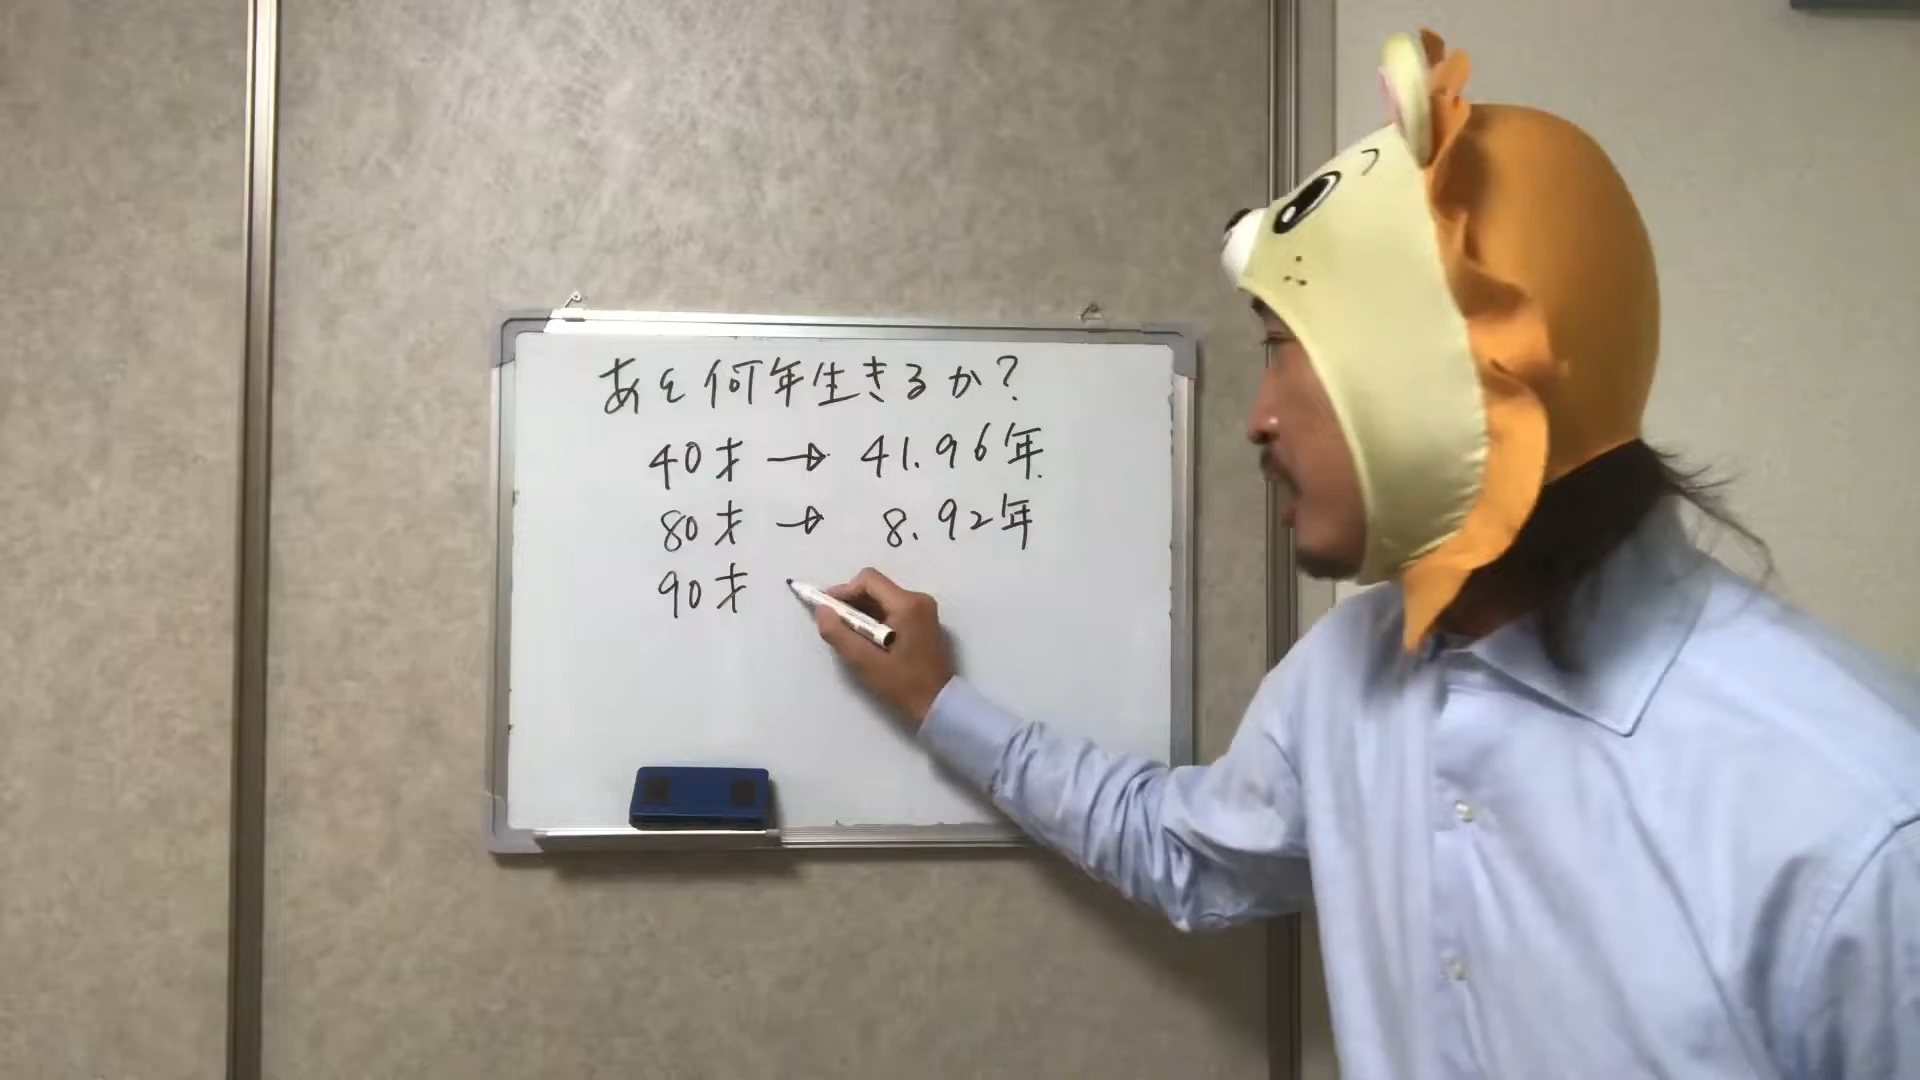 あと何年生きるか?
40才 → 41.96年
80才 → 8.92年
90才